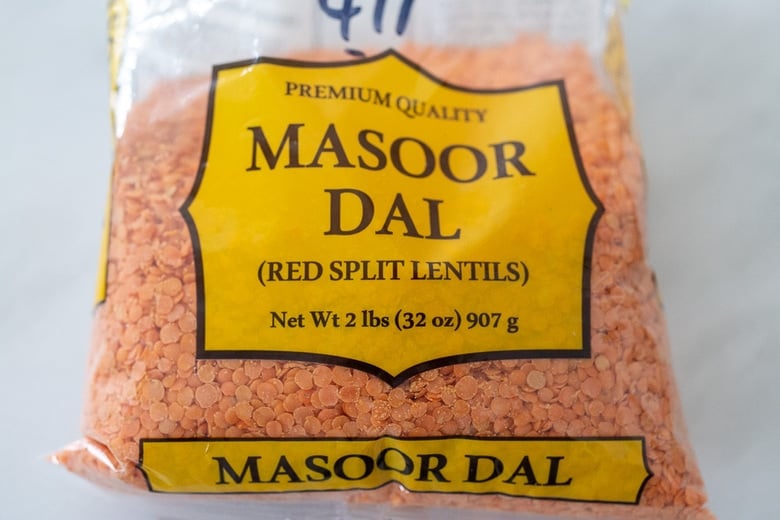 PREMIUM QUALITY
MASOOR
DAL
(RED SPLIT LENTILS)
Net Wt 2 lbs (32 oz) 907 g
MASOOR DAL